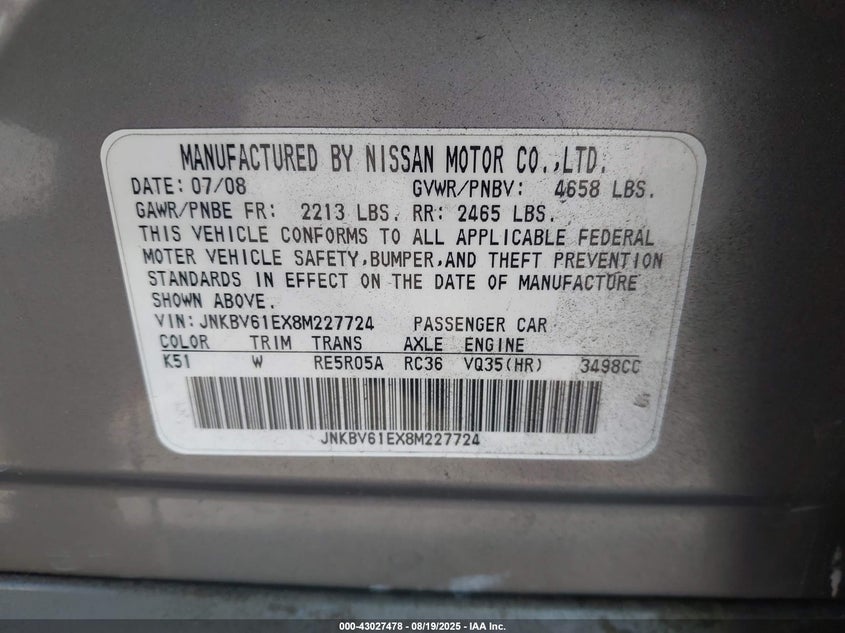 MANUFACTURED BY NISSAN MOTOR CO.,LTD.
DATE: 07/08 GVWR/PNBV: 4658 LBS.
GAWR/PNBE FR: 2213 LBS. RR: 2465 LBS.
THIS VEHICLE CONFORMS TO ALL APPLICABLE FEDERAL
MOTER VEHICLE SAFETY,BUMPER,AND THEFT PREVENTION
STANDARDS IN EFFECT ON THE DATE OF MANUFACTURE
SHOWN ABOVE.
VIN: JNKBV61EX8M227724 PASSENGER CAR
COLOR TRIM TRANS AXLE ENGINE
K51 W RE5R05A RC36 VQ35(HR) 3498CC
JNKBV61EX8M227724
000-43027478 - 08/19/2025 - IAA Inc.